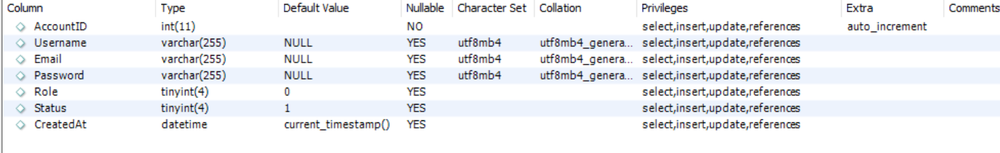 Column Type Default Value Nullable Character Set Collation Privileges Extra Comments
AccountID int(11) NO select,insert,update,references auto_increment
Username varchar(255) NULL YES utf8mb4 utf8mb4_genera... select,insert,update,references
Email varchar(255) NULL YES utf8mb4 utf8mb4_genera... select,insert,update,references
Password varchar(255) NULL YES utf8mb4 utf8mb4_genera... select,insert,update,references
Role tinyint(4) 0 YES select,insert,update,references
Status tinyint(4) 1 YES select,insert,update,references
CreatedAt datetime current_timestamp() YES select,insert,update,references